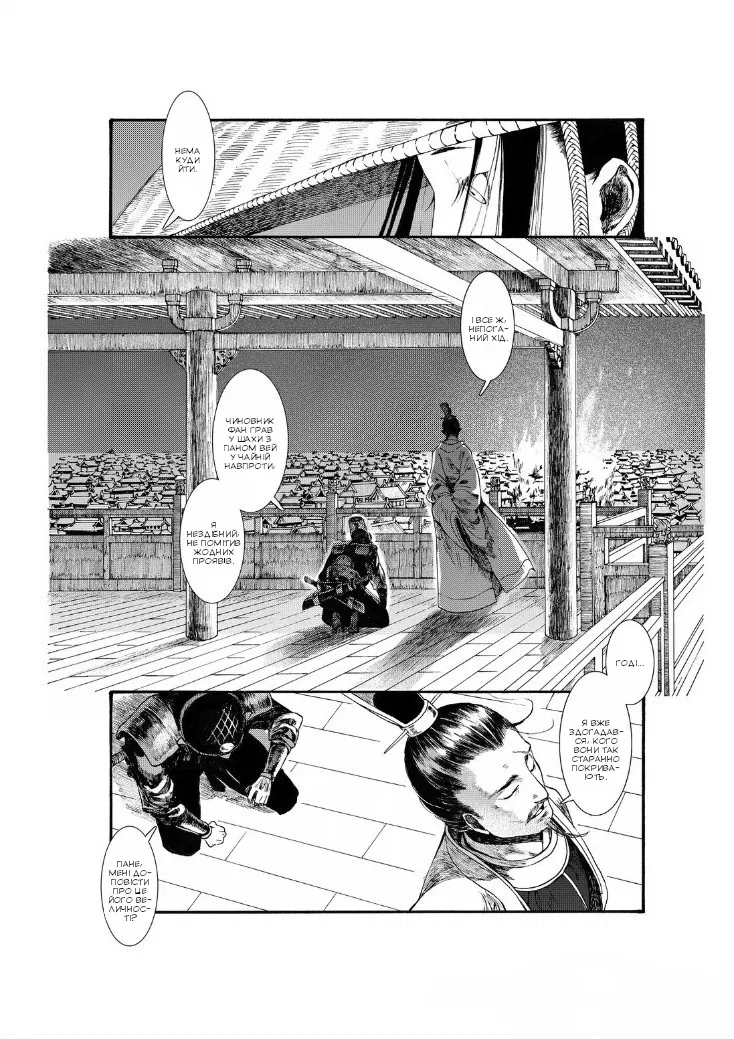 НЕМА
КУДИ
ЙТИ.
І ВСЕ Ж,
НЕПОГА-
НИЙ ХІД.
ЧИНОВНИК
ФАН ГРАВ
У ШАХИ З
ПАНОМ ВЕЙ
У ЧАЙНІЙ
НАВПРОТИ,
Я
НЕЗДІБНИЙ,
НЕ ПОМІТИВ
ЖОДНИХ
ПРОЯВІВ.
ГОДІ...
Я ВЖЕ
ЗДОГАДАВ-
СЯ, КОГО
ВОНИ ТАК
СТАРАННО
ПОКРИВА-
ЮТЬ.
ПАНЕ,
МЕНІ ДО-
ПОВІСТИ
ПРО ЦЕ
ЙОГО ВЕ-
ЛИЧНОС-
ТІ?